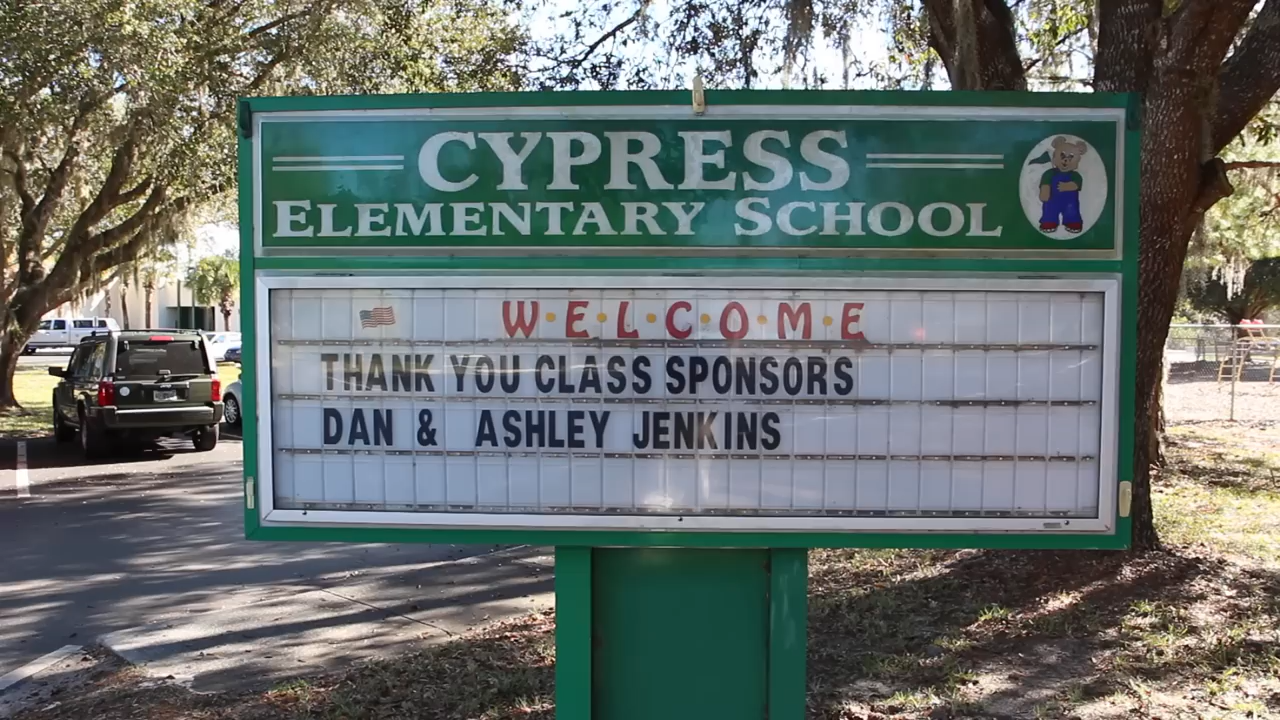 CYPRESS
ELEMENTARY SCHOOL
W·E·L·C·O·M·E
THANK YOU CLASS SPONSORS
DAN & ASHLEY JENKINS